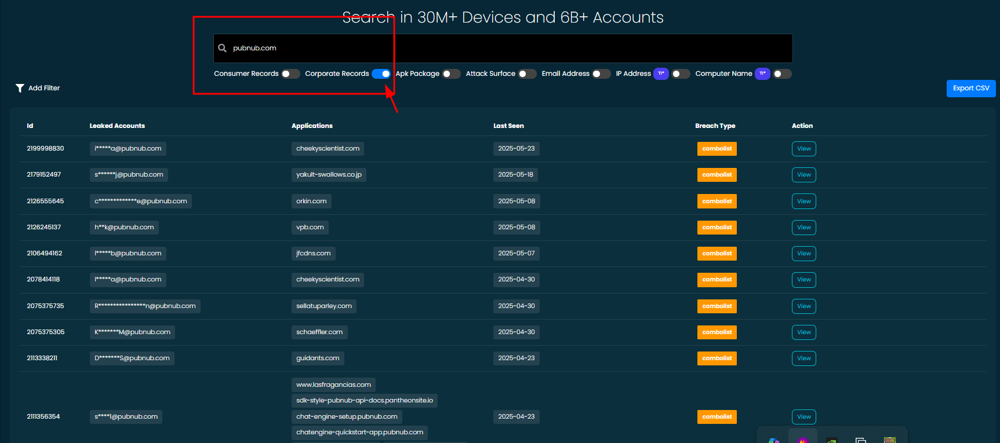 Search in 30M+ Devices and 6B+ Accounts
pubnub.com
Consumer Records Corporate Records Apk Package Attack Surface Email Address IP Address TI* Computer Name TI*
Add Filter
Export CSV
Id Leaked Accounts Applications Last Seen Breach Type Action
2199998830 i*****a@pubnub.com cheekyscientist.com 2025-05-23 combolist View
2179152497 s******j@pubnub.com yakult-swallows.co.jp 2025-05-18 combolist View
2126555645 c*************e@pubnub.com orkin.com 2025-05-08 combolist View
2126245137 h**k@pubnub.com vpb.com 2025-05-08 combolist View
2106494162 l*****b@pubnub.com jfcdns.com 2025-05-07 combolist View
2078414118 l*****a@pubnub.com cheekyscientist.com 2025-04-30 combolist View
2075375735 R****************n@pubnub.com sellatuparley.com 2025-04-30 combolist View
2075375305 K*******M@pubnub.com schaeffler.com 2025-04-30 combolist View
2113338211 D*******S@pubnub.com guidants.com 2025-04-23 combolist View
www.lasfragancias.com
sdk-style-pubnub-api-docs.pantheonsite.io
2111356354 s****1@pubnub.com chat-engine-setup.pubnub.com 2025-04-23 combolist View
chatengine-quickstart-app.pubnub.com